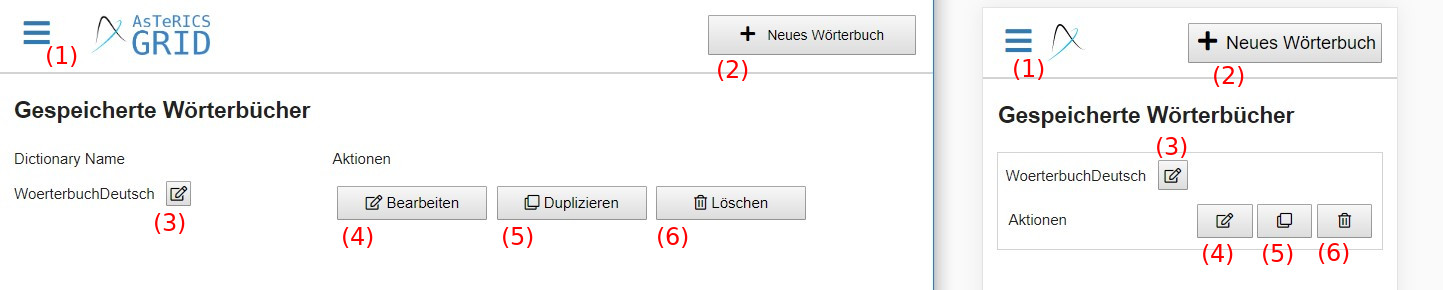 AsTeRICS
GRID
(1)
Neues Wörterbuch
(2)
Gespeicherte Wörterbücher
Dictionary Name
Aktionen
WoerterbuchDeutsch
(3)
Bearbeiten
Duplizieren
Löschen
(4)
(5)
(6)
(1)
Neues Wörterbuch
(2)
Gespeicherte Wörterbücher
(3)
WoerterbuchDeutsch
Aktionen
(4)
(5)
(6)